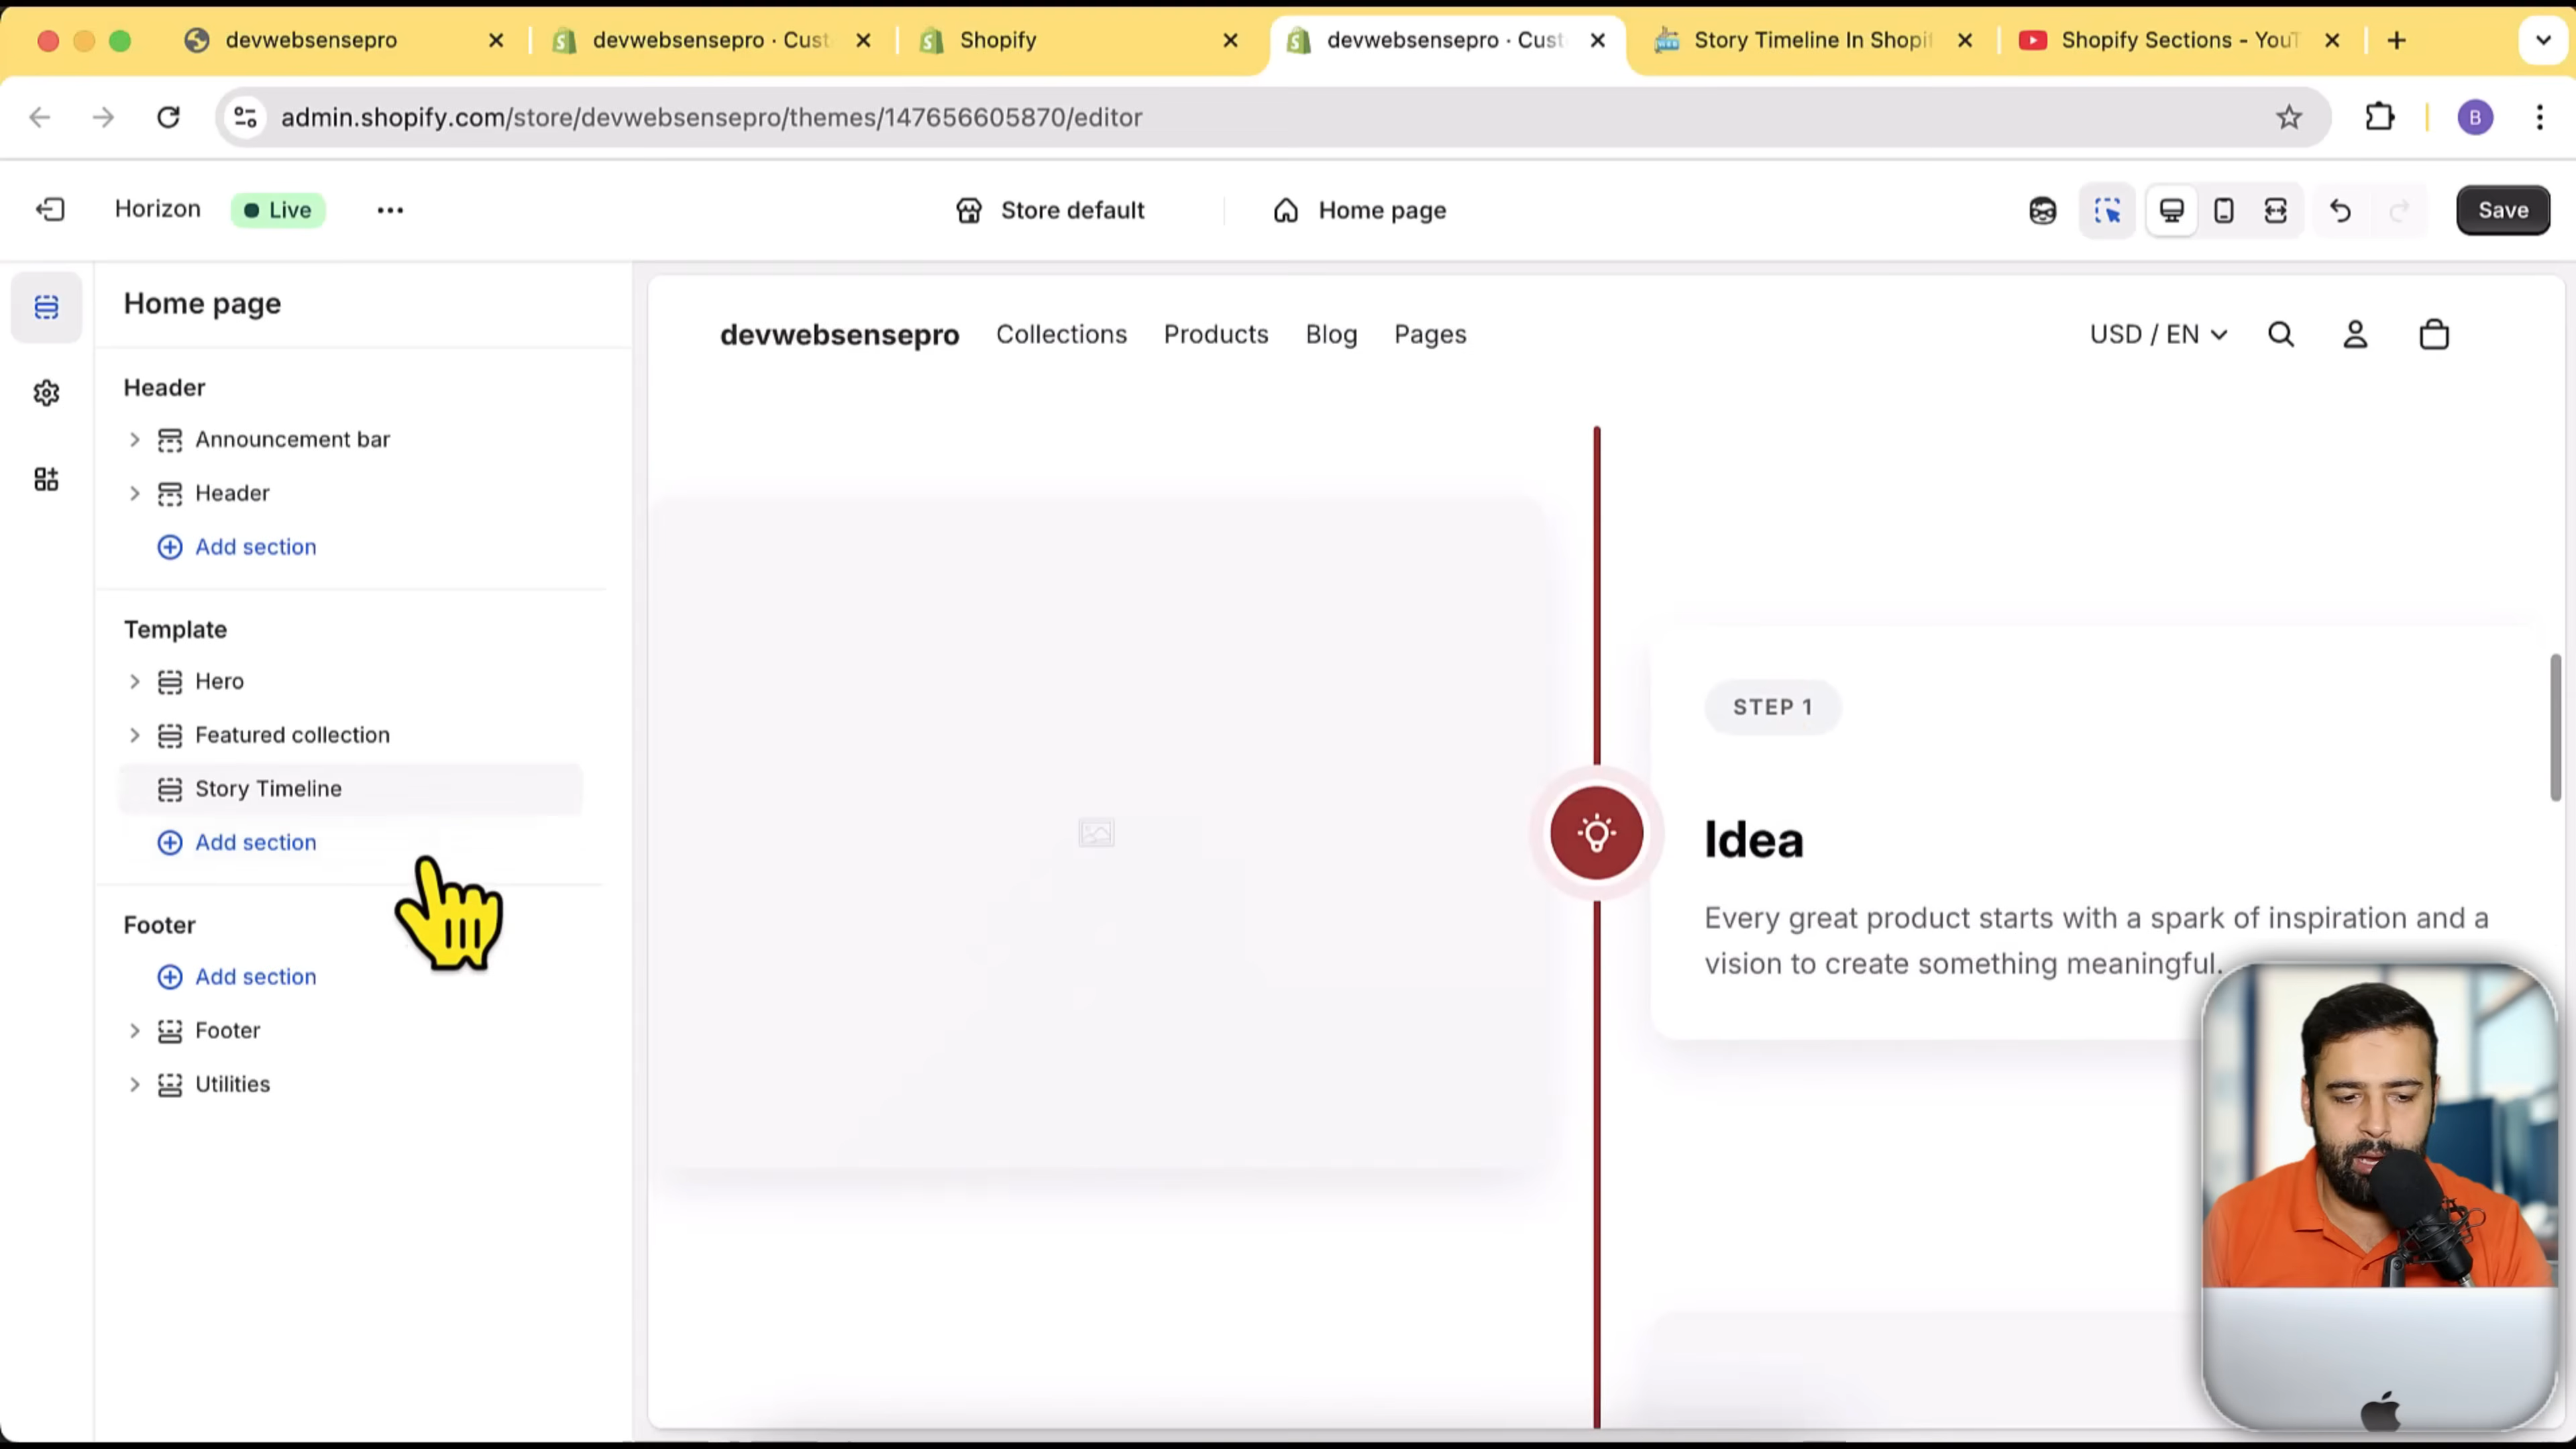 devwebsensepro
devwebsensepro · Cust
Shopify
devwebsensepro · Cust
Story Timeline In Shopi
Shopify Sections - YouT
admin.shopify.com/store/devwebsensepro/themes/147656605870/editor
B
Horizon
Live
Store default
Home page
Save
Home page
Header
Announcement bar
Header
Add section
Template
Hero
Featured collection
Story Timeline
Add section
Footer
Add section
Footer
Utilities
devwebsensepro
Collections
Products
Blog
Pages
USD / EN
STEP 1
Idea
Every great product starts with a spark of inspiration and a
vision to create something meaningful.